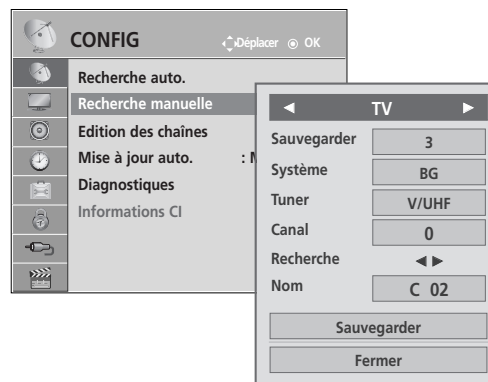 CONFIG
Déplacer OK
Recherche auto.
Recherche manuelle
Edition des chaînes
Mise à jour auto. :
Diagnostiques
Informations CI
TV
Sauvegarder 3
Système BG
Tuner V/UHF
Canal 0
Recherche
Nom C 02
Sauvegarder
Fermer